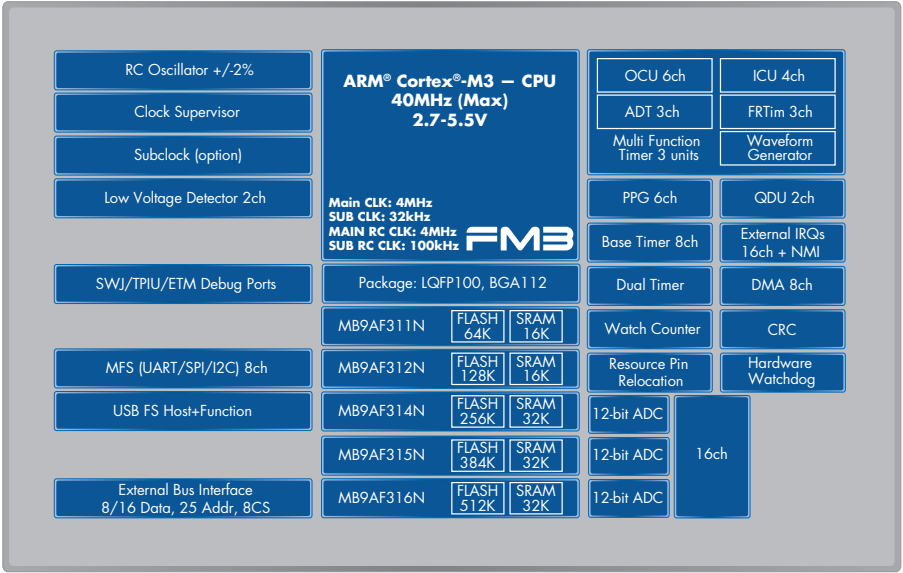 RC Oscillator +/-2%
Clock Supervisor
Subclock (option)
Low Voltage Detector 2ch
SWJ/TPIU/ETM Debug Ports
MFS (UART/SPI/I2C) 8ch
USB FS Host+Function
External Bus Interface
8/16 Data, 25 Addr, 8CS
ARM® Cortex®-M3 – CPU
40MHz (Max)
2.7-5.5V
Main CLK: 4MHz
SUB CLK: 32kHz
MAIN RC CLK: 4MHz
SUB RC CLK: 100kHz
FM3
Package: LQFP100, BGA112
MB9AF311N
FLASH
64K
SRAM
16K
MB9AF312N
FLASH
128K
SRAM
16K
MB9AF314N
FLASH
256K
SRAM
32K
MB9AF315N
FLASH
384K
SRAM
32K
MB9AF316N
FLASH
512K
SRAM
32K
OCU 6ch
ICU 4ch
ADT 3ch
FRTim 3ch
Multi Function
Timer 3 units
Waveform
Generator
PPG 6ch
QDU 2ch
Base Timer 8ch
External IRQs
16ch + NMI
Dual Timer
DMA 8ch
Watch Counter
CRC
Resource Pin
Relocation
Hardware
Watchdog
12-bit ADC
12-bit ADC
12-bit ADC
16ch